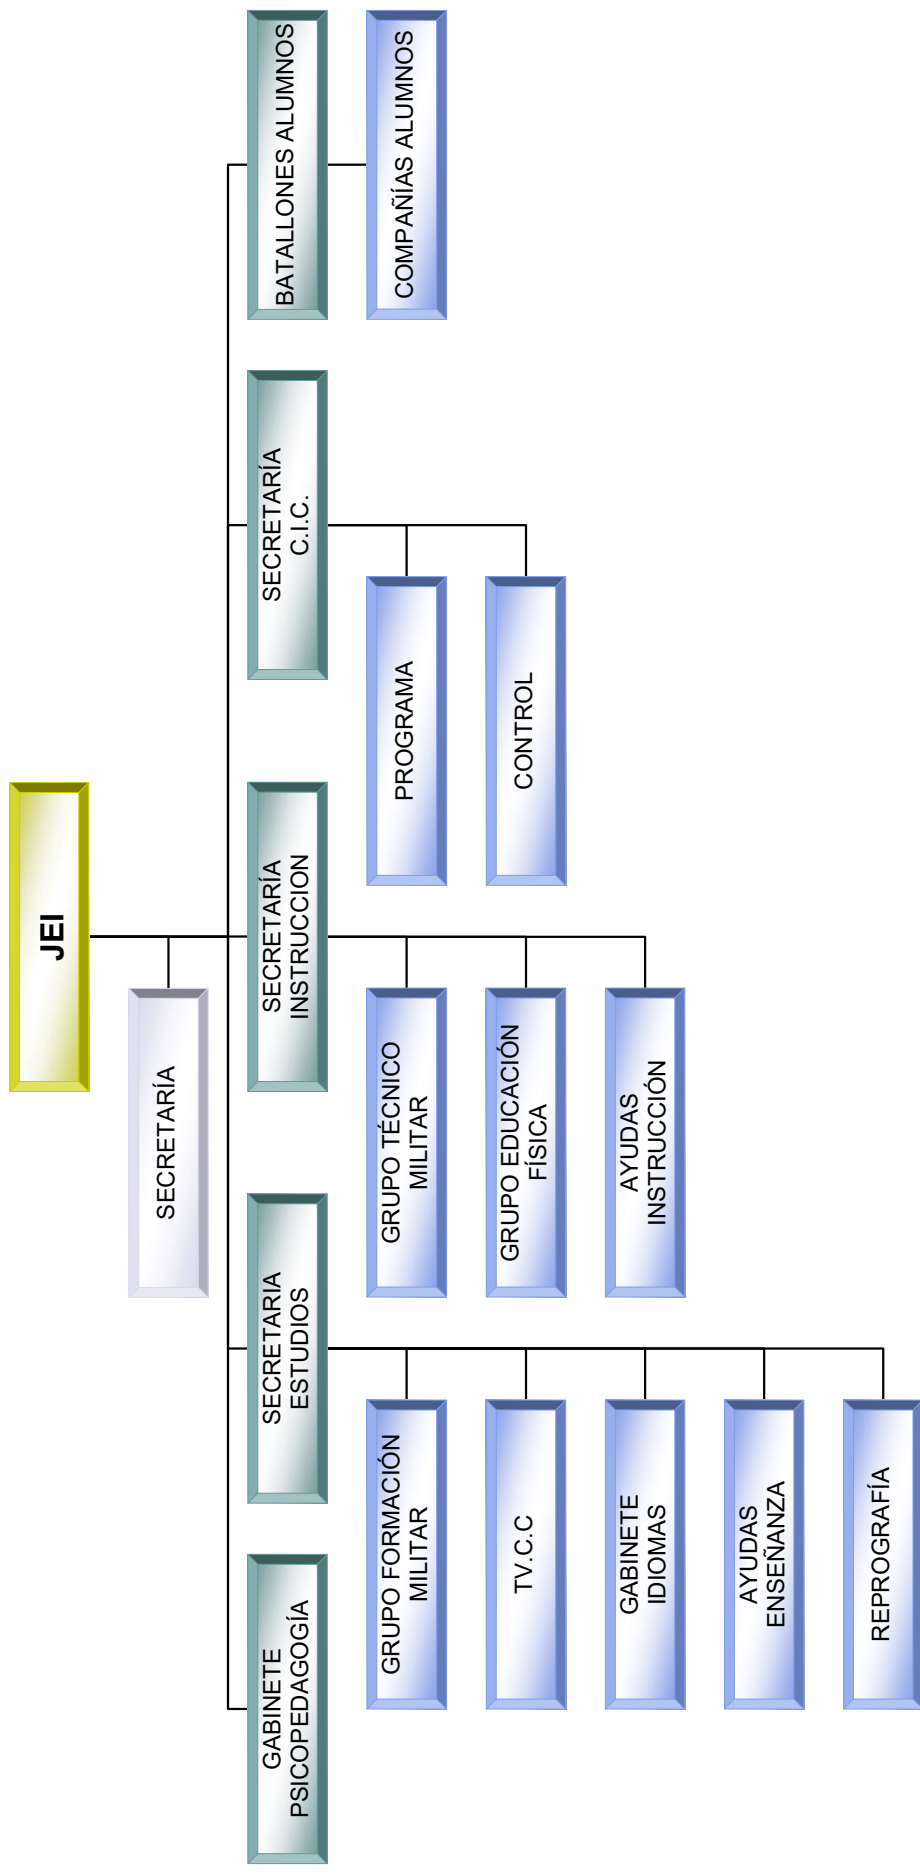 JEI
SECRETARÍA
GABINETE
PSICOPEDAGOGÍA
SECRETARIA
ESTUDIOS
SECRETARÍA
INSTRUCCION
SECRETARÍA
C.I.C.
BATALLONES ALUMNOS
GRUPO FORMACIÓN
MILITAR
TV.C.C
GABINETE
IDIOMAS
AYUDAS
ENSEÑANZA
REPROGRAFÍA
GRUPO TÉCNICO
MILITAR
GRUPO EDUCACIÓN
FÍSICA
AYUDAS
INSTRUCCIÓN
PROGRAMA
CONTROL
COMPAÑÍAS ALUMNOS